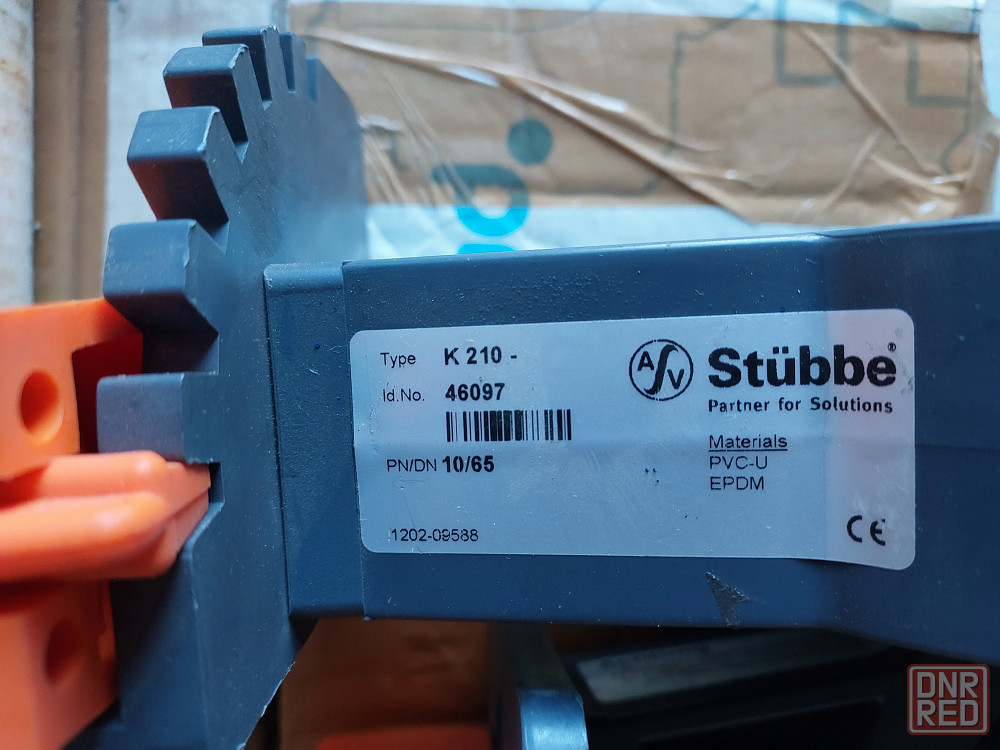 Type K 210 -
Id.No. 46097
PN/DN 10/65
1202-09588
ASV Stübbe®
Partner for Solutions
Materials
PVC-U
EPDM
CE
DNR
RED